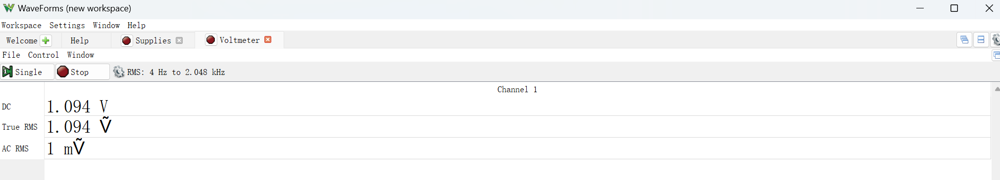 WaveForms (new workspace)
Workspace Settings Window Help
Welcome Help Supplies Voltmeter
File Control Window
1 Single Stop RMS: 4 Hz to 2.048 kHz
Channel 1
DC 1.094 V
True RMS 1.094 Ṽ
AC RMS 1 mṼ